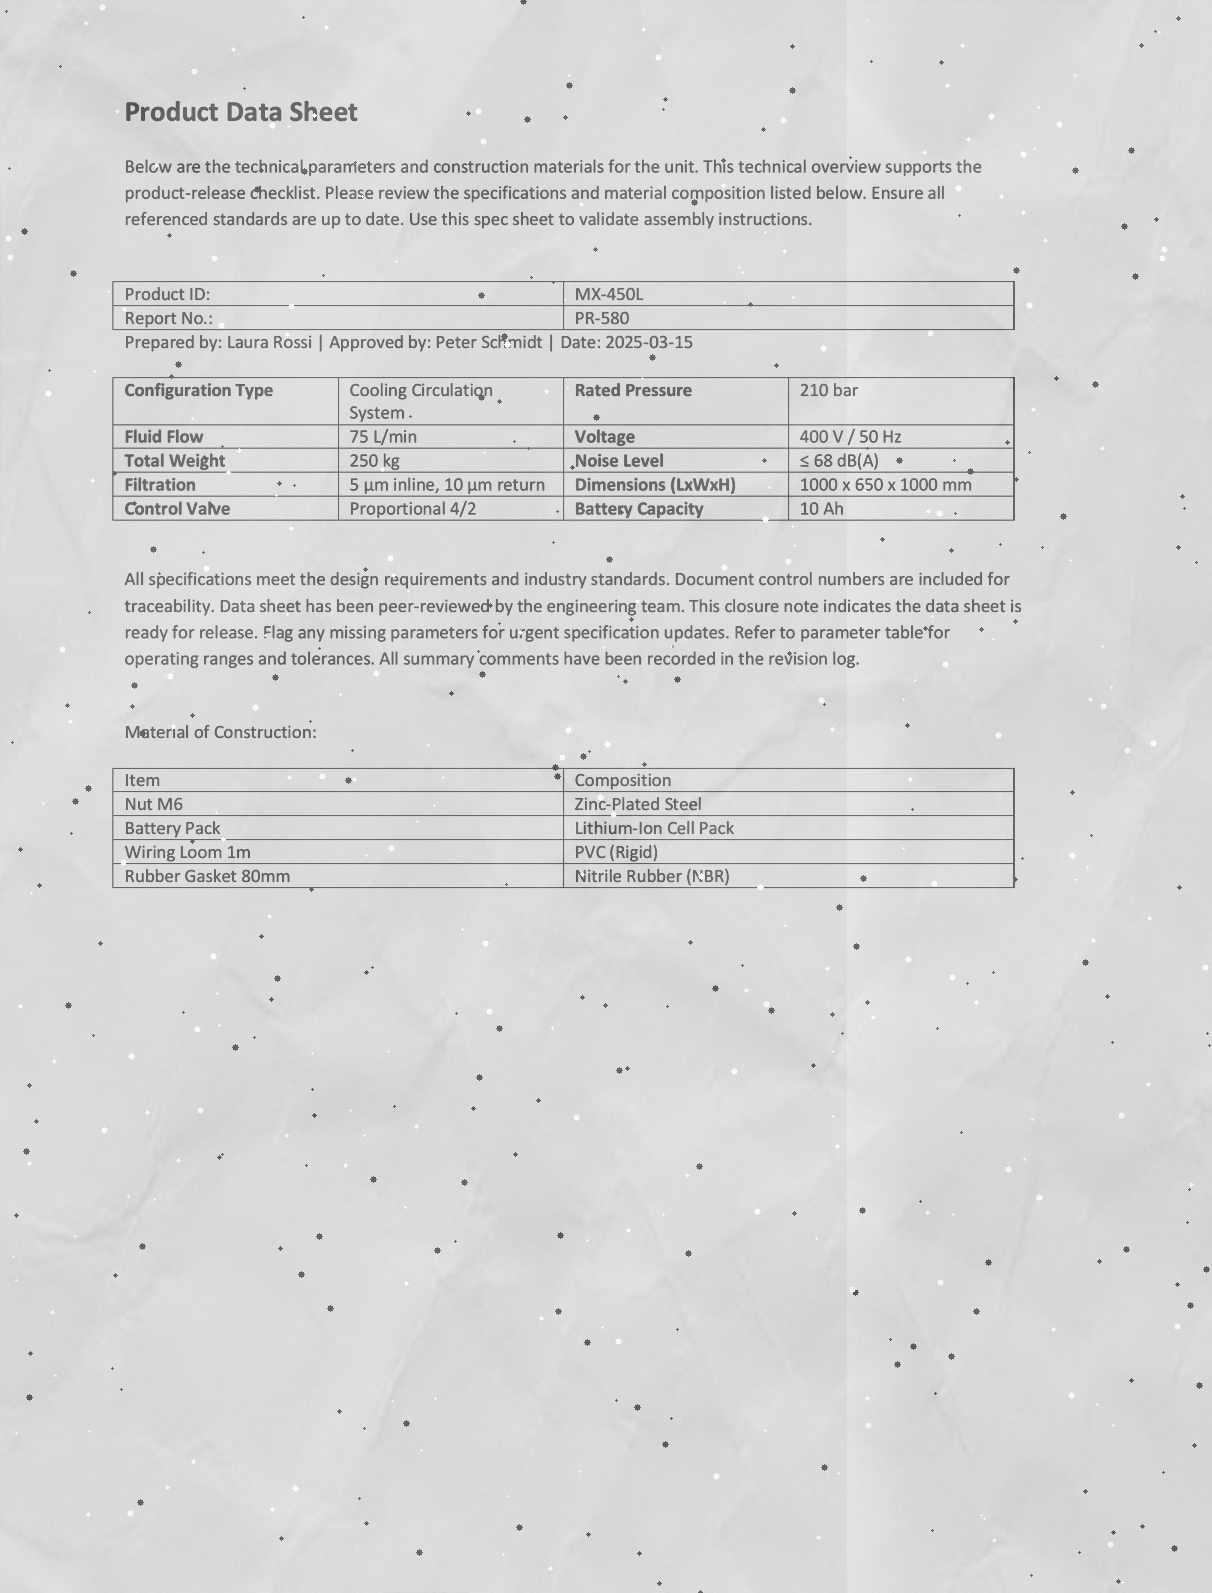 Product Data Sheet
Below are the technical parameters and construction materials for the unit. This technical overview supports the
product-release checklist. Please review the specifications and material composition listed below. Ensure all
referenced standards are up to date. Use this spec sheet to validate assembly instructions.
Product ID: MX-450L
Report No.: PR-580
Prepared by: Laura Rossi | Approved by: Peter Schmidt | Date: 2025-03-15
Configuration Type Cooling Circulation System Rated Pressure 210 bar
Fluid Flow 75 L/min Voltage 400 V / 50 Hz
Total Weight 250 kg Noise Level ≤ 68 dB(A)
Filtration 5 µm inline, 10 µm return Dimensions (LxWxH) 1000 x 650 x 1000 mm
Control Valve Proportional 4/2 Battery Capacity 10 Ah
All specifications meet the design requirements and industry standards. Document control numbers are included for
traceability. Data sheet has been peer-reviewed by the engineering team. This closure note indicates the data sheet is
ready for release. Flag any missing parameters for urgent specification updates. Refer to parameter table for
operating ranges and tolerances. All summary comments have been recorded in the revision log.
Material of Construction:
Item Composition
Nut M6 Zinc-Plated Steel
Battery Pack Lithium-Ion Cell Pack
Wiring Loom 1m PVC (Rigid)
Rubber Gasket 80mm Nitrile Rubber (NBR)